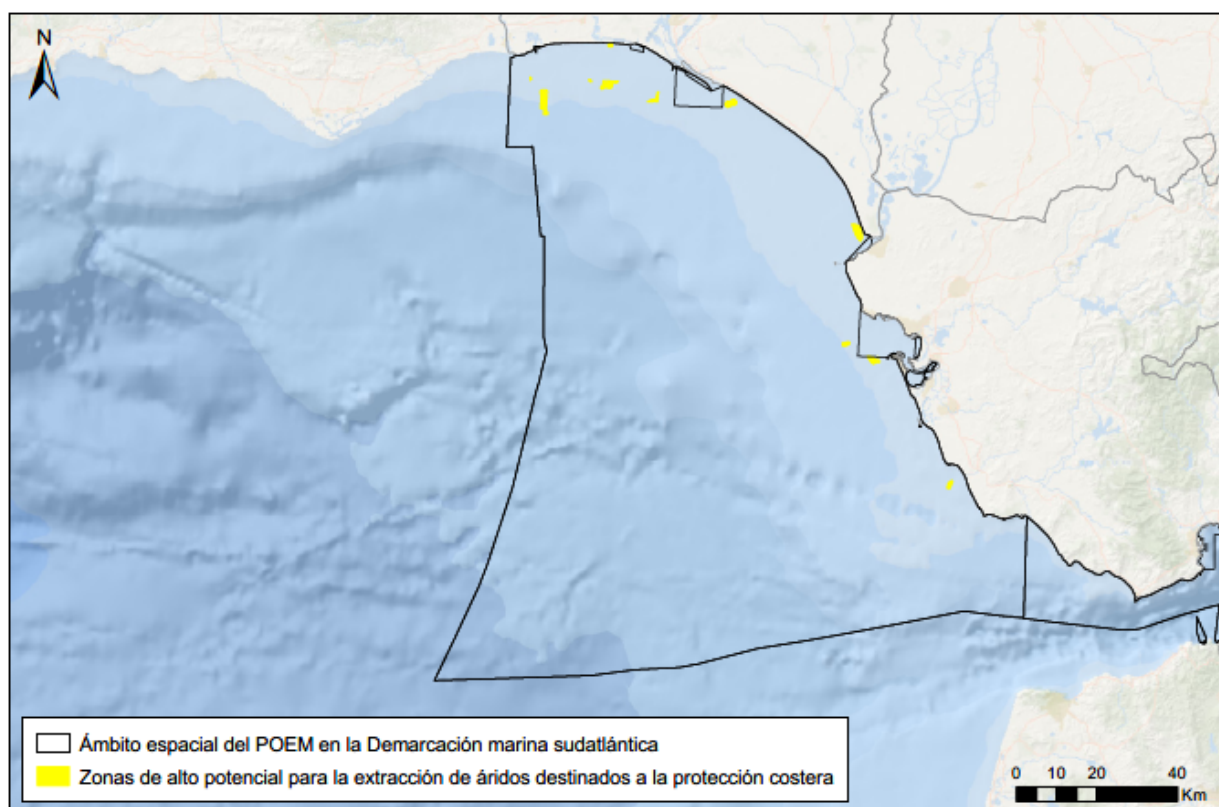 N
Ámbito espacial del POEM en la Demarcación marina sudatlántica
Zonas de alto potencial para la extracción de áridos destinados a la protección costera
0 10 20 40
Km